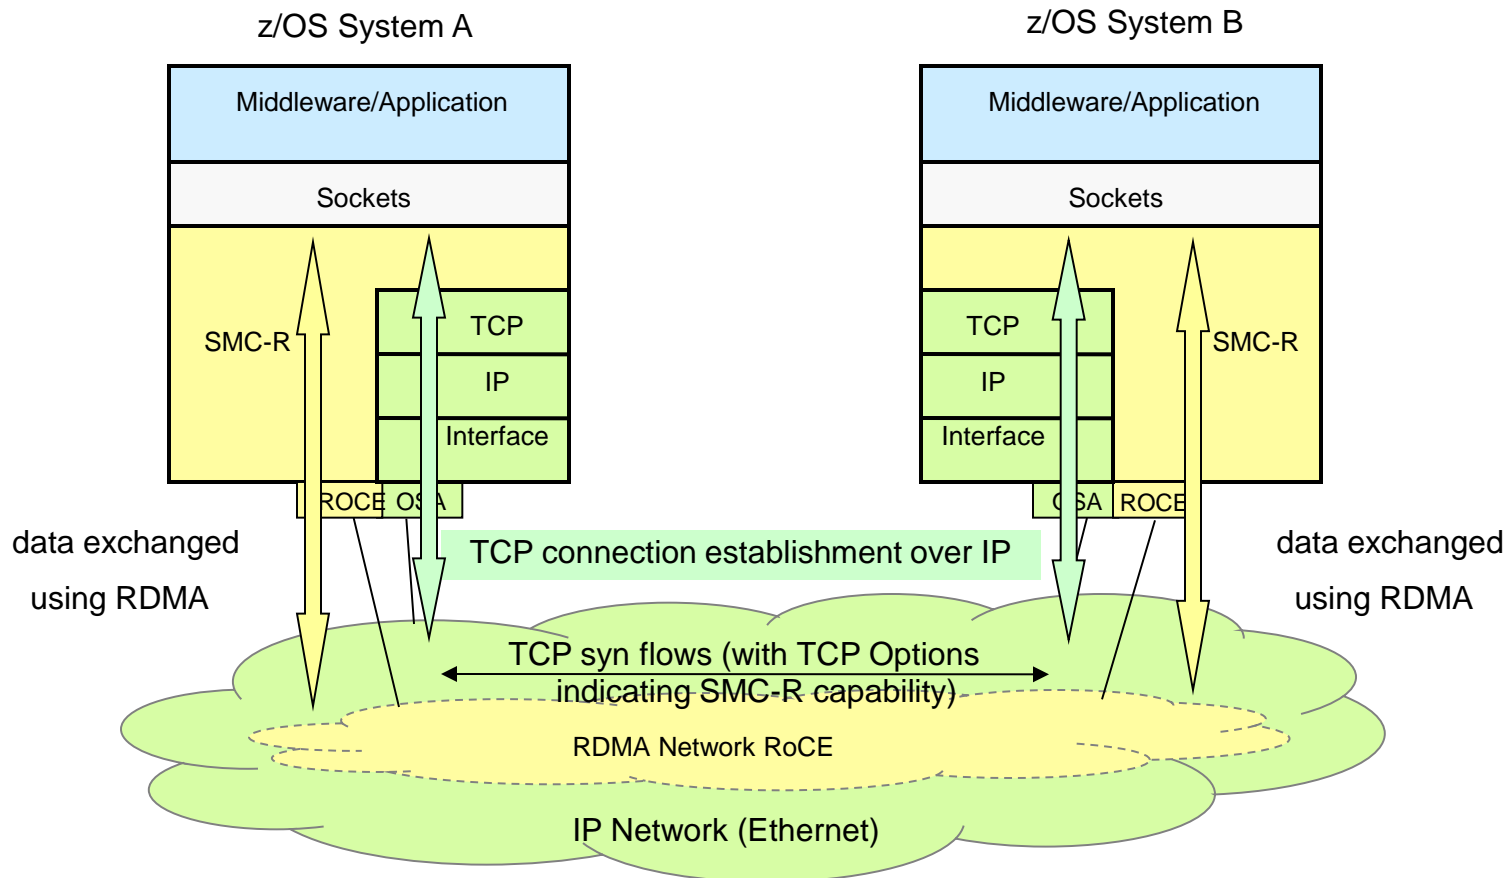 z/OS System A
z/OS System B
Middleware/Application
Middleware/Application
Sockets
Sockets
SMC-R
TCP
IP
Interface
TCP
IP
Interface
SMC-R
ROCE
OSA
OSA
ROCE
data exchanged
using RDMA
TCP connection establishment over IP
data exchanged
using RDMA
TCP syn flows (with TCP Options
indicating SMC-R capability)
RDMA Network RoCE
IP Network (Ethernet)